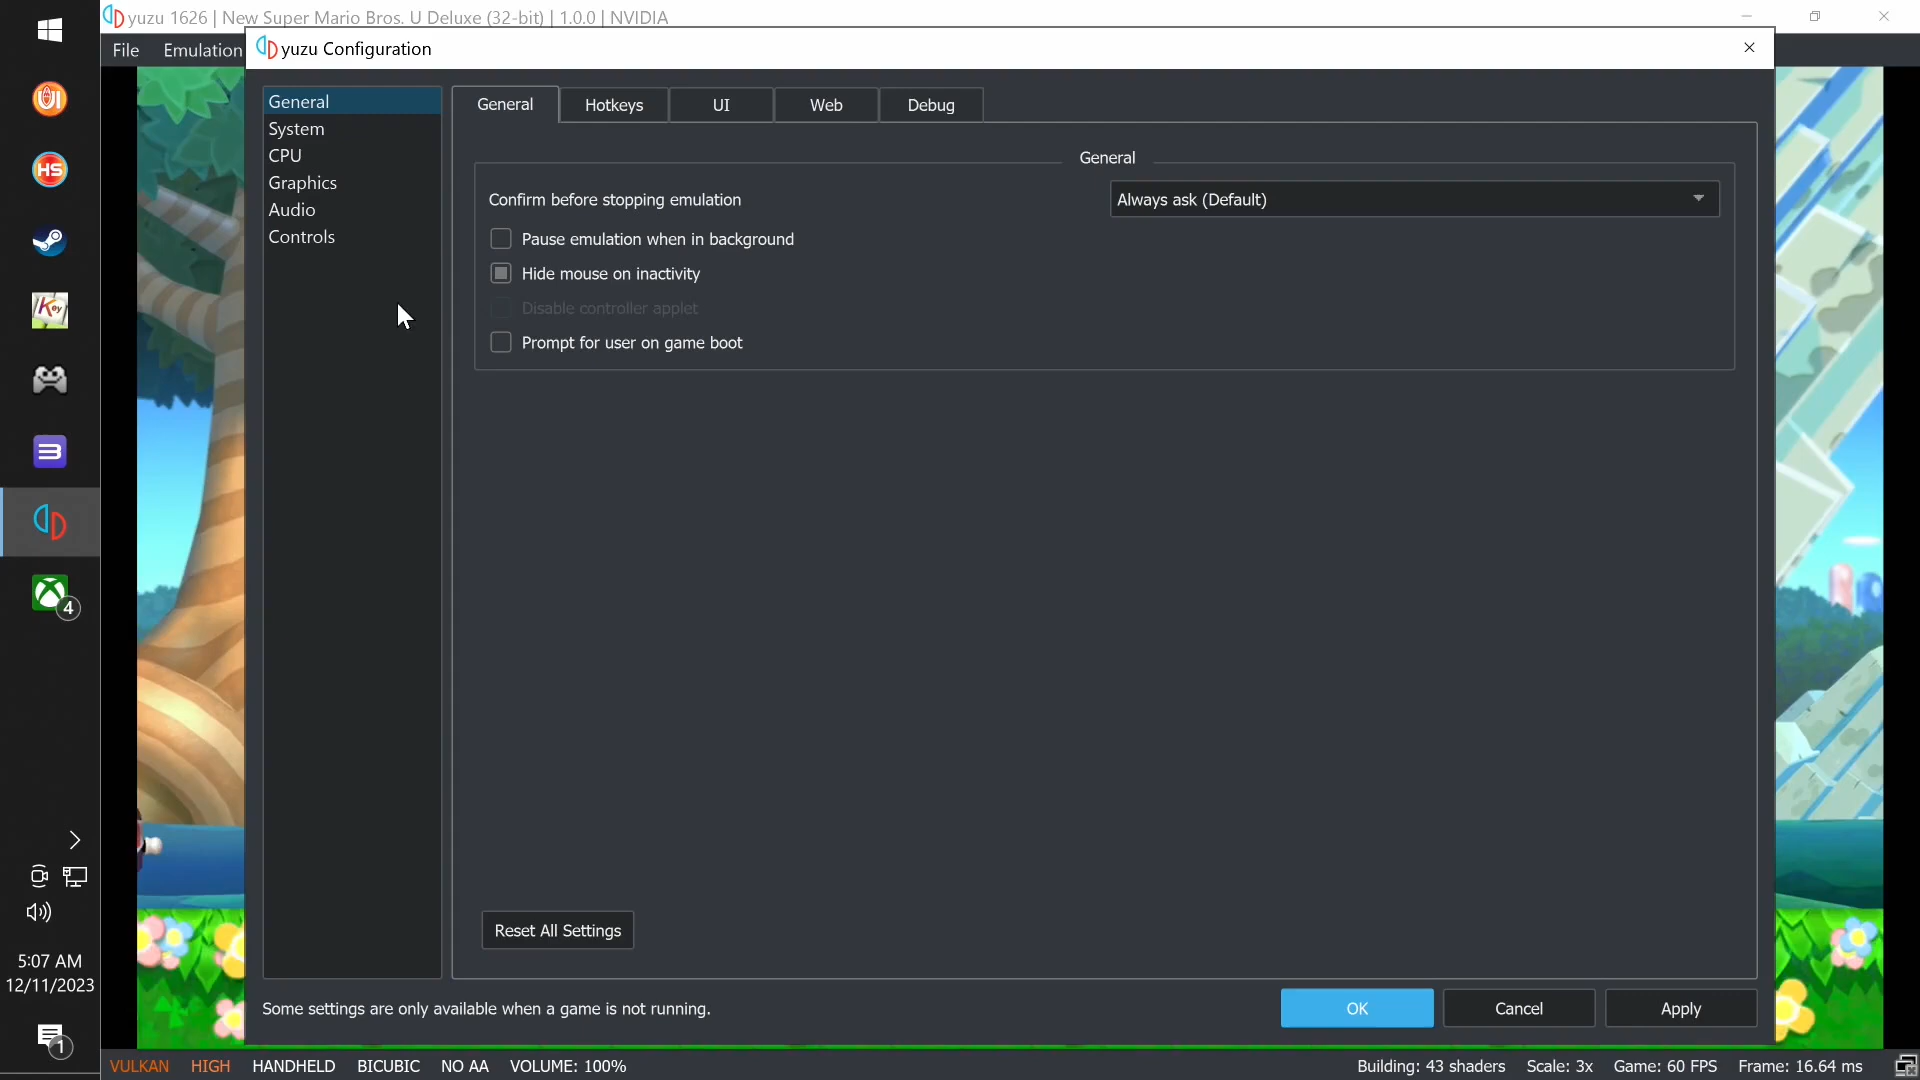 yuzu 1626 | New Super Mario Bros. U Deluxe (32-bit) | 1.0.0 | NVIDIA
File Emulation
yuzu Configuration
General
System
CPU
Graphics
Audio
Controls
General Hotkeys UI Web Debug
General
Confirm before stopping emulation Always ask (Default)
Pause emulation when in background
Hide mouse on inactivity
Disable controller applet
Prompt for user on game boot
Reset All Settings
Some settings are only available when a game is not running.
OK Cancel Apply
HS
Key
4
5:07 AM
12/11/2023
1
VULKAN HIGH HANDHELD BICUBIC NO AA VOLUME: 100% Building: 43 shaders Scale: 3x Game: 60 FPS Frame: 16.64 ms